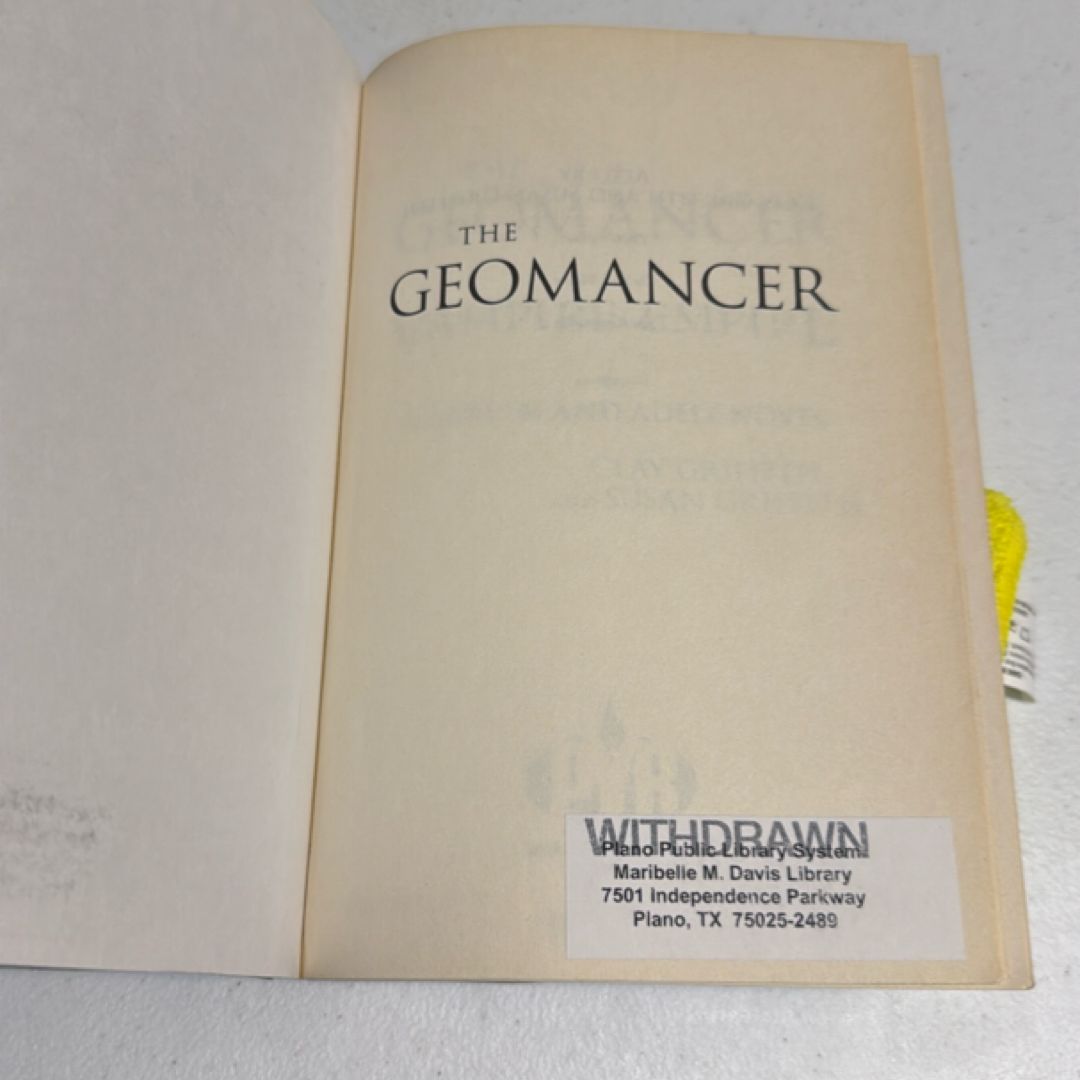 THE
GEOMANCER
WITHDRAWN
Plano Public Library System
Maribelle M. Davis Library
7501 Independence Parkway
Plano, TX 75025-2489